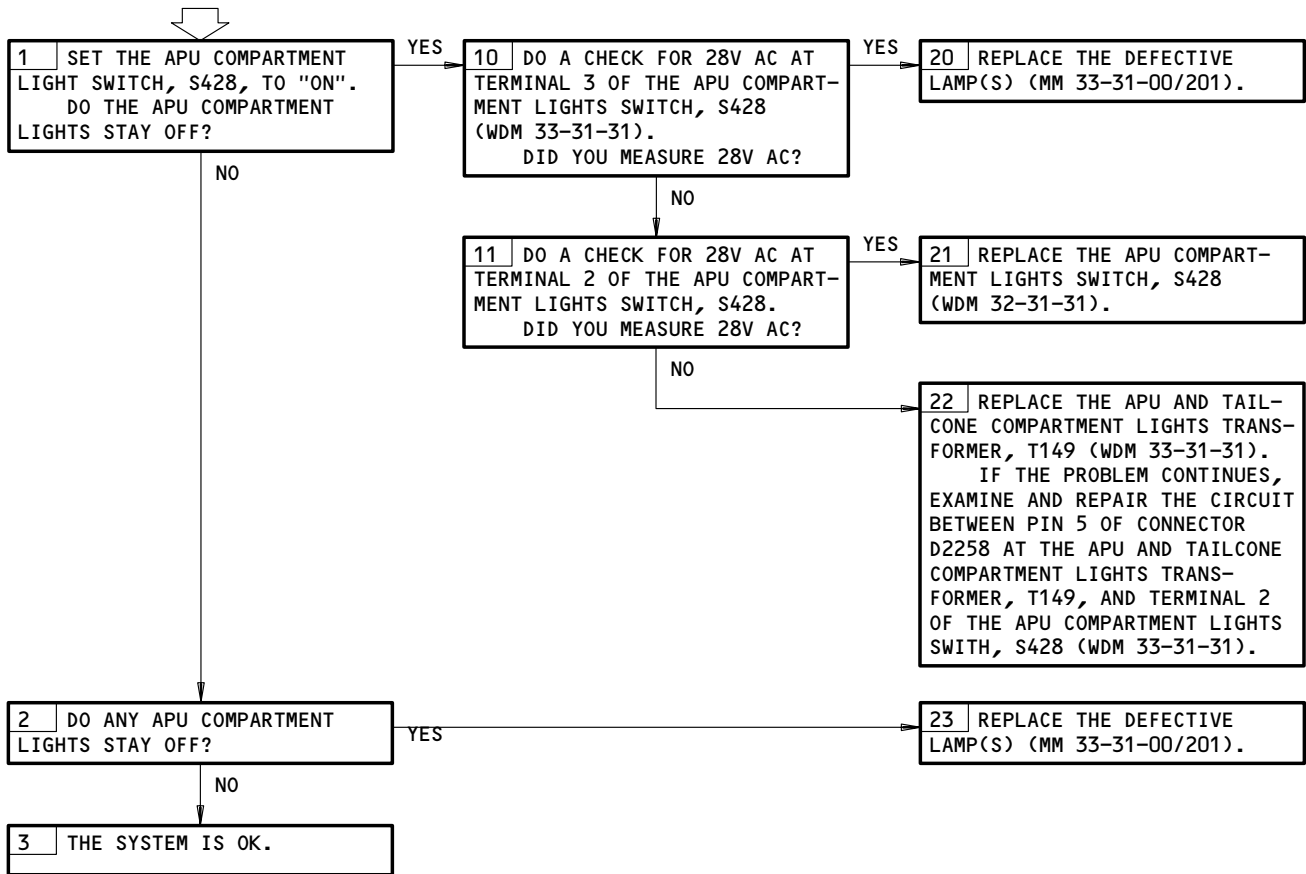 1 SET THE APU COMPARTMENT
LIGHT SWITCH, S428, TO "ON".
DO THE APU COMPARTMENT
LIGHTS STAY OFF?
YES
NO
10 DO A CHECK FOR 28V AC AT
TERMINAL 3 OF THE APU COMPART-
MENT LIGHTS SWITCH, S428
(WDM 33-31-31).
DID YOU MEASURE 28V AC?
YES
NO
20 REPLACE THE DEFECTIVE
LAMP(S) (MM 33-31-00/201).
11 DO A CHECK FOR 28V AC AT
TERMINAL 2 OF THE APU COMPART-
MENT LIGHTS SWITCH, S428.
DID YOU MEASURE 28V AC?
YES
NO
21 REPLACE THE APU COMPART-
MENT LIGHTS SWITCH, S428
(WDM 32-31-31).
22 REPLACE THE APU AND TAIL-
CONE COMPARTMENT LIGHTS TRANS-
FORMER, T149 (WDM 33-31-31).
IF THE PROBLEM CONTINUES,
EXAMINE AND REPAIR THE CIRCUIT
BETWEEN PIN 5 OF CONNECTOR
D2258 AT THE APU AND TAILCONE
COMPARTMENT LIGHTS TRANS-
FORMER, T149, AND TERMINAL 2
OF THE APU COMPARTMENT LIGHTS
SWITH, S428 (WDM 33-31-31).
2 DO ANY APU COMPARTMENT
LIGHTS STAY OFF?
YES
NO
23 REPLACE THE DEFECTIVE
LAMP(S) (MM 33-31-00/201).
3 THE SYSTEM IS OK.